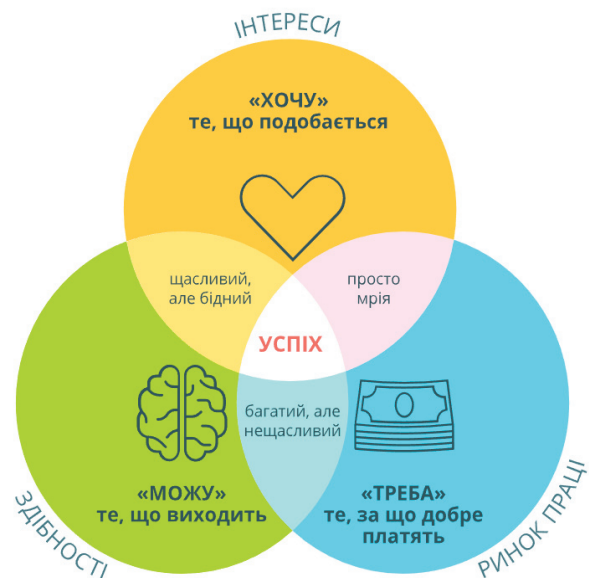 ІНТЕРЕСИ
«ХОЧУ»
те, що подобається
щасливий,
але бідний
просто
мрія
УСПІХ
багатий, але
нещасливий
«МОЖУ»
те, що виходить
«ТРЕБА»
те, за що добре
платять
ЗДІБНОСТІ
РИНОК ПРАЦІ